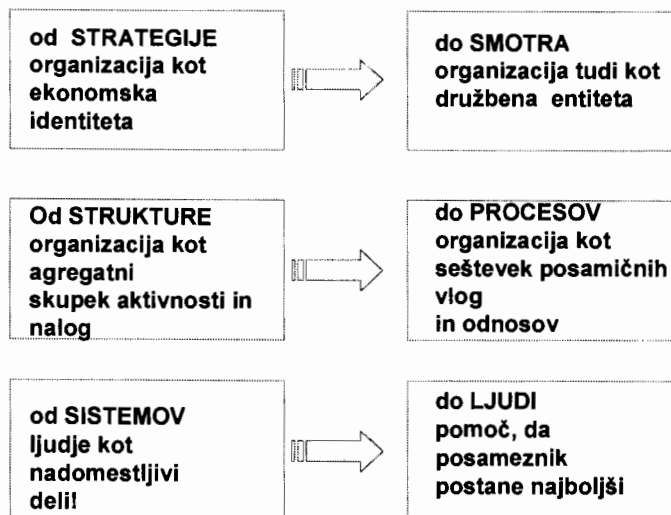 od STRATEGIJE
organizacija kot
ekonomska
identiteta
do SMOTRA
organizacija tudi kot
družbena entiteta
Od STRUKTURE
organizacija kot
agregatni
skupek aktivnosti in
nalog
do PROCESOV
organizacija kot
seštevek posamičnih
vlog
in odnosov
od SISTEMOV
ljudje kot
nadomestljivi
deli!
do LJUDI
pomoč, da
posameznik
postane najboljši